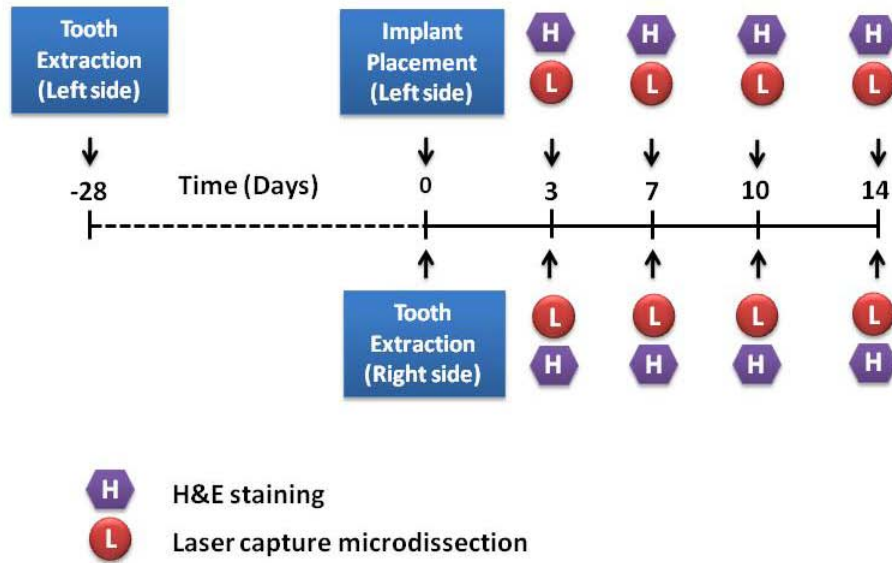 Tooth
Extraction
(Left side)
Implant
Placement
(Left side)
H H H H
L L L L
-28 Time (Days) 0 3 7 10 14
Tooth
Extraction
(Right side)
L L L L
H H H H
H H&E staining
L Laser capture microdissection